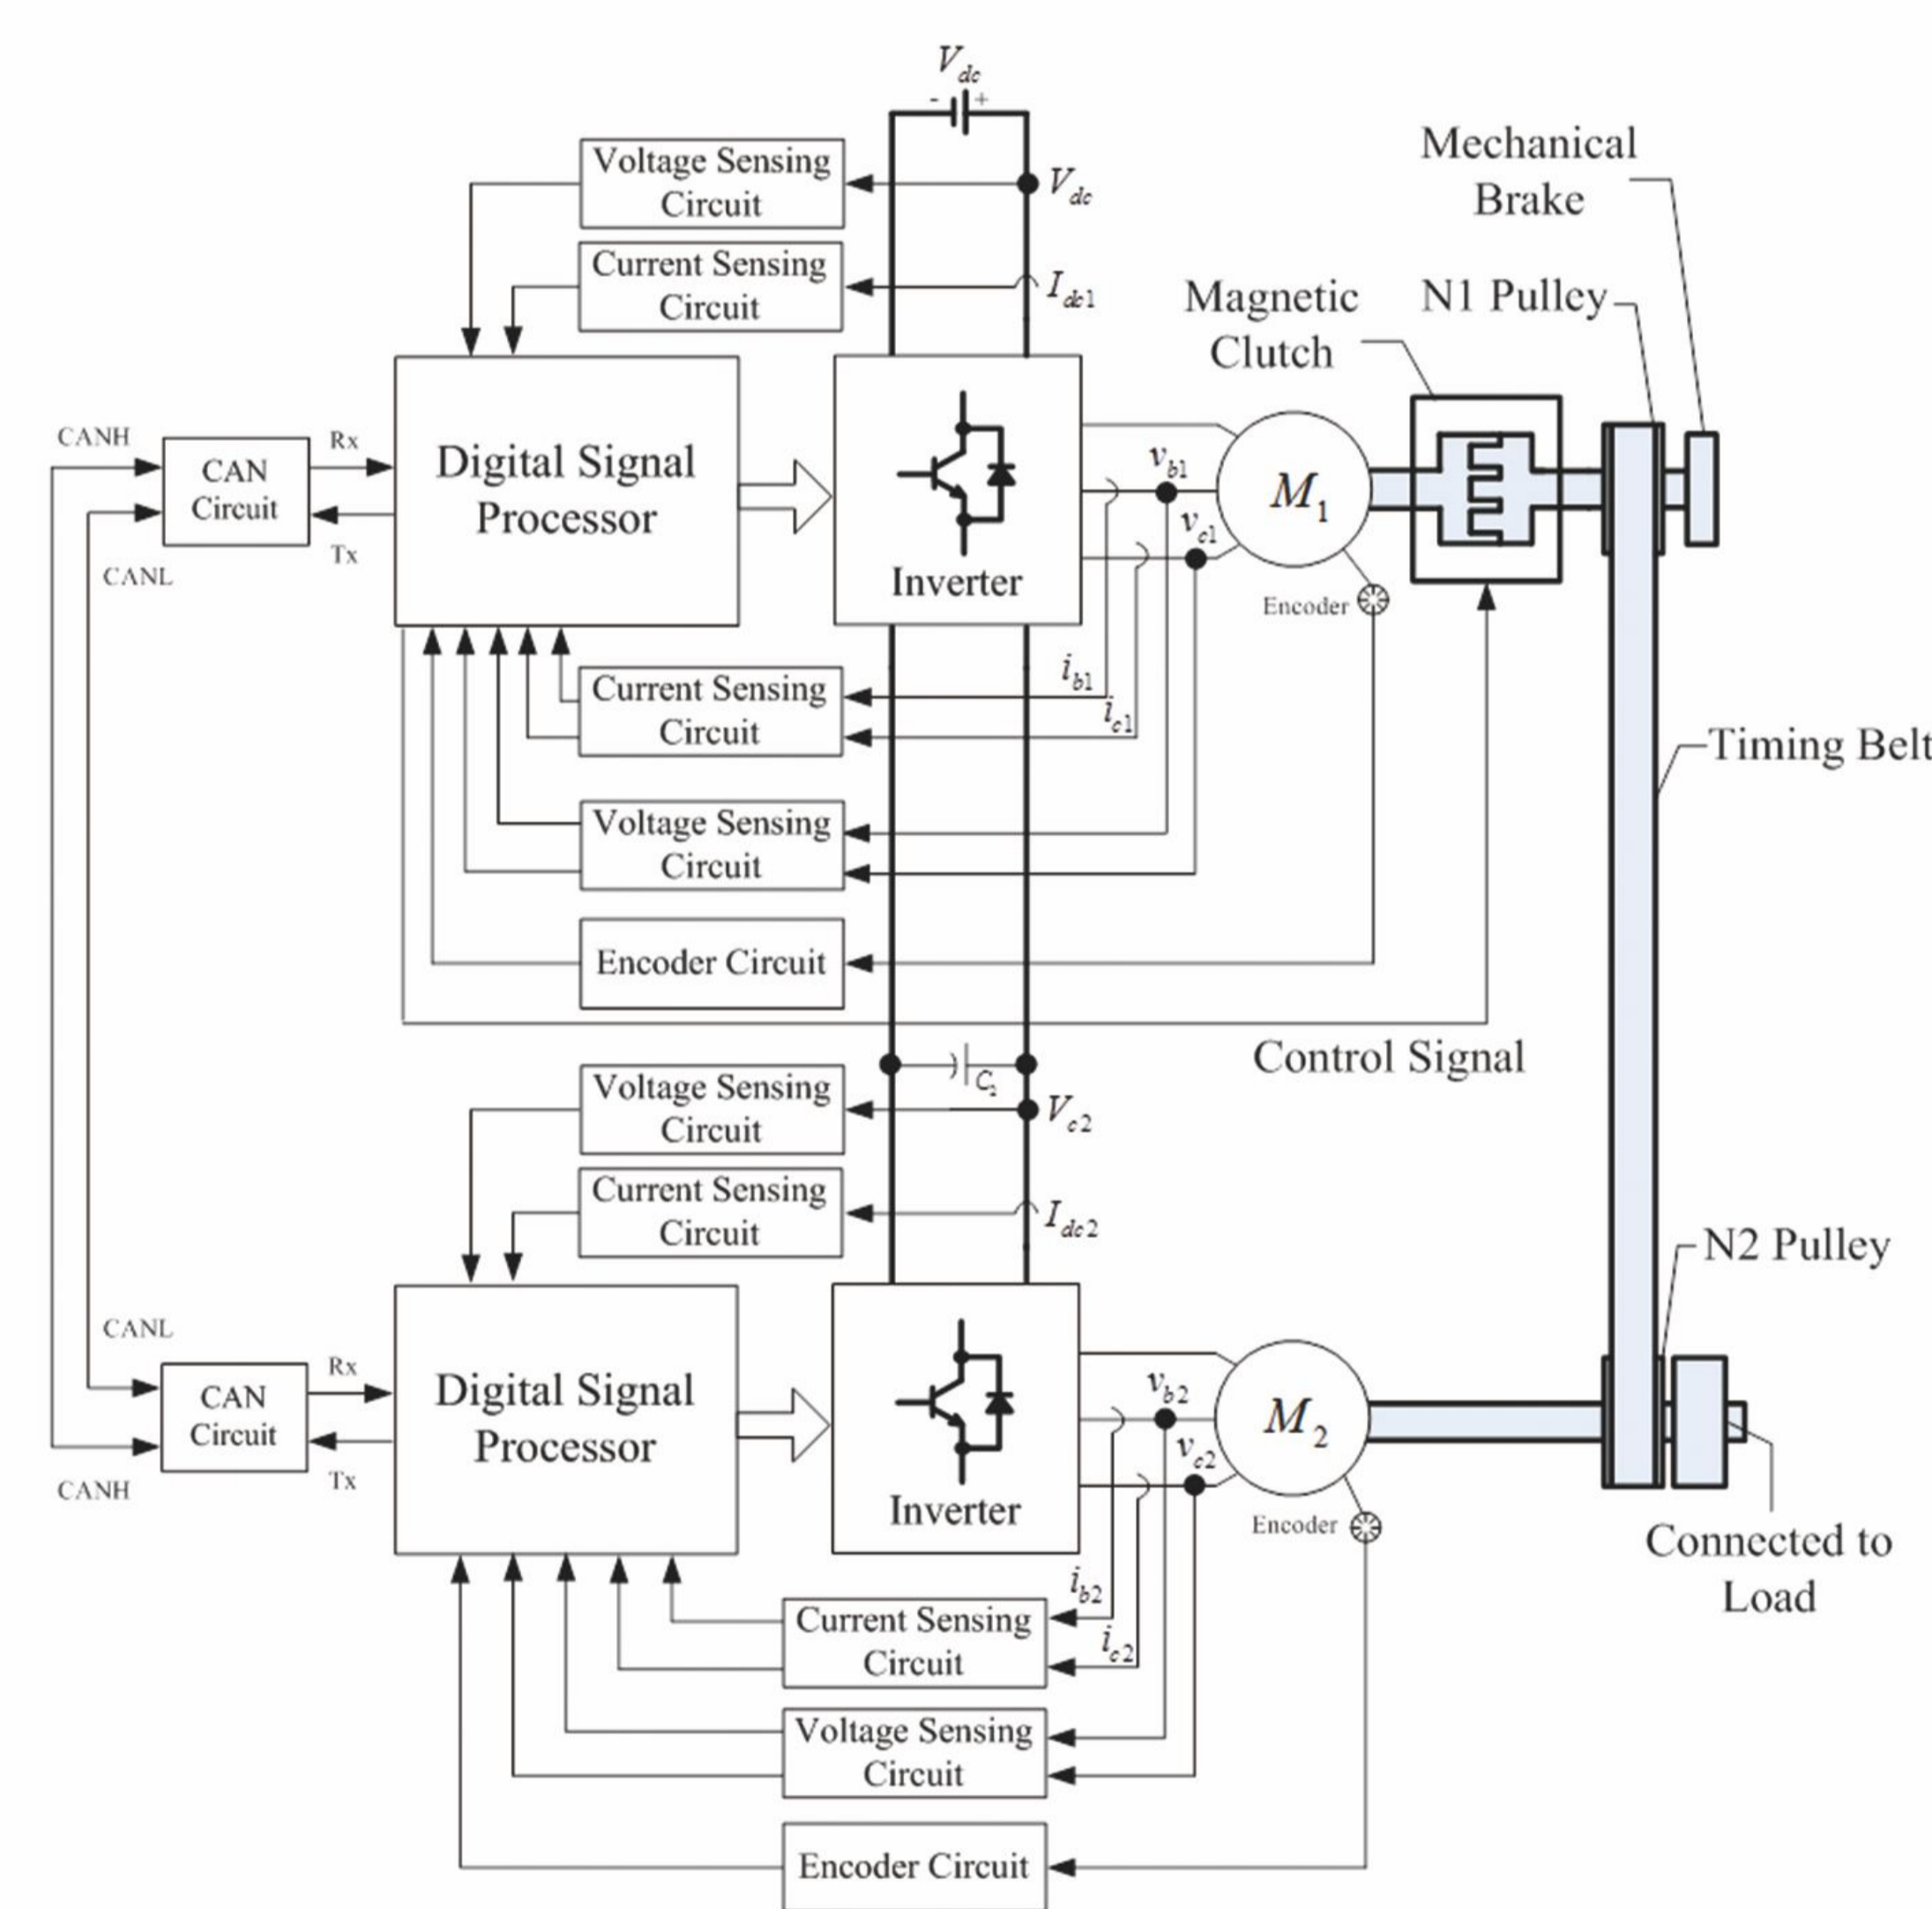 Vdc
- +
Voltage Sensing
Circuit
Vdc
Mechanical
Brake
Current Sensing
Circuit
Idc1
Magnetic
Clutch
N1 Pulley
CANH
CAN
Circuit
Rx
Tx
CANL
Digital Signal
Processor
Inverter
vb1
vc1
M1
Encoder
ib1
ic1
Current Sensing
Circuit
Timing Belt
Voltage Sensing
Circuit
Encoder Circuit
Control Signal
Voltage Sensing
Circuit
C2
Vc2
Current Sensing
Circuit
Idc2
N2 Pulley
CANL
CAN
Circuit
Rx
Tx
CANH
Digital Signal
Processor
Inverter
vb2
vc2
M2
Encoder
Connected to
Load
ib2
ic2
Current Sensing
Circuit
Voltage Sensing
Circuit
Encoder Circuit